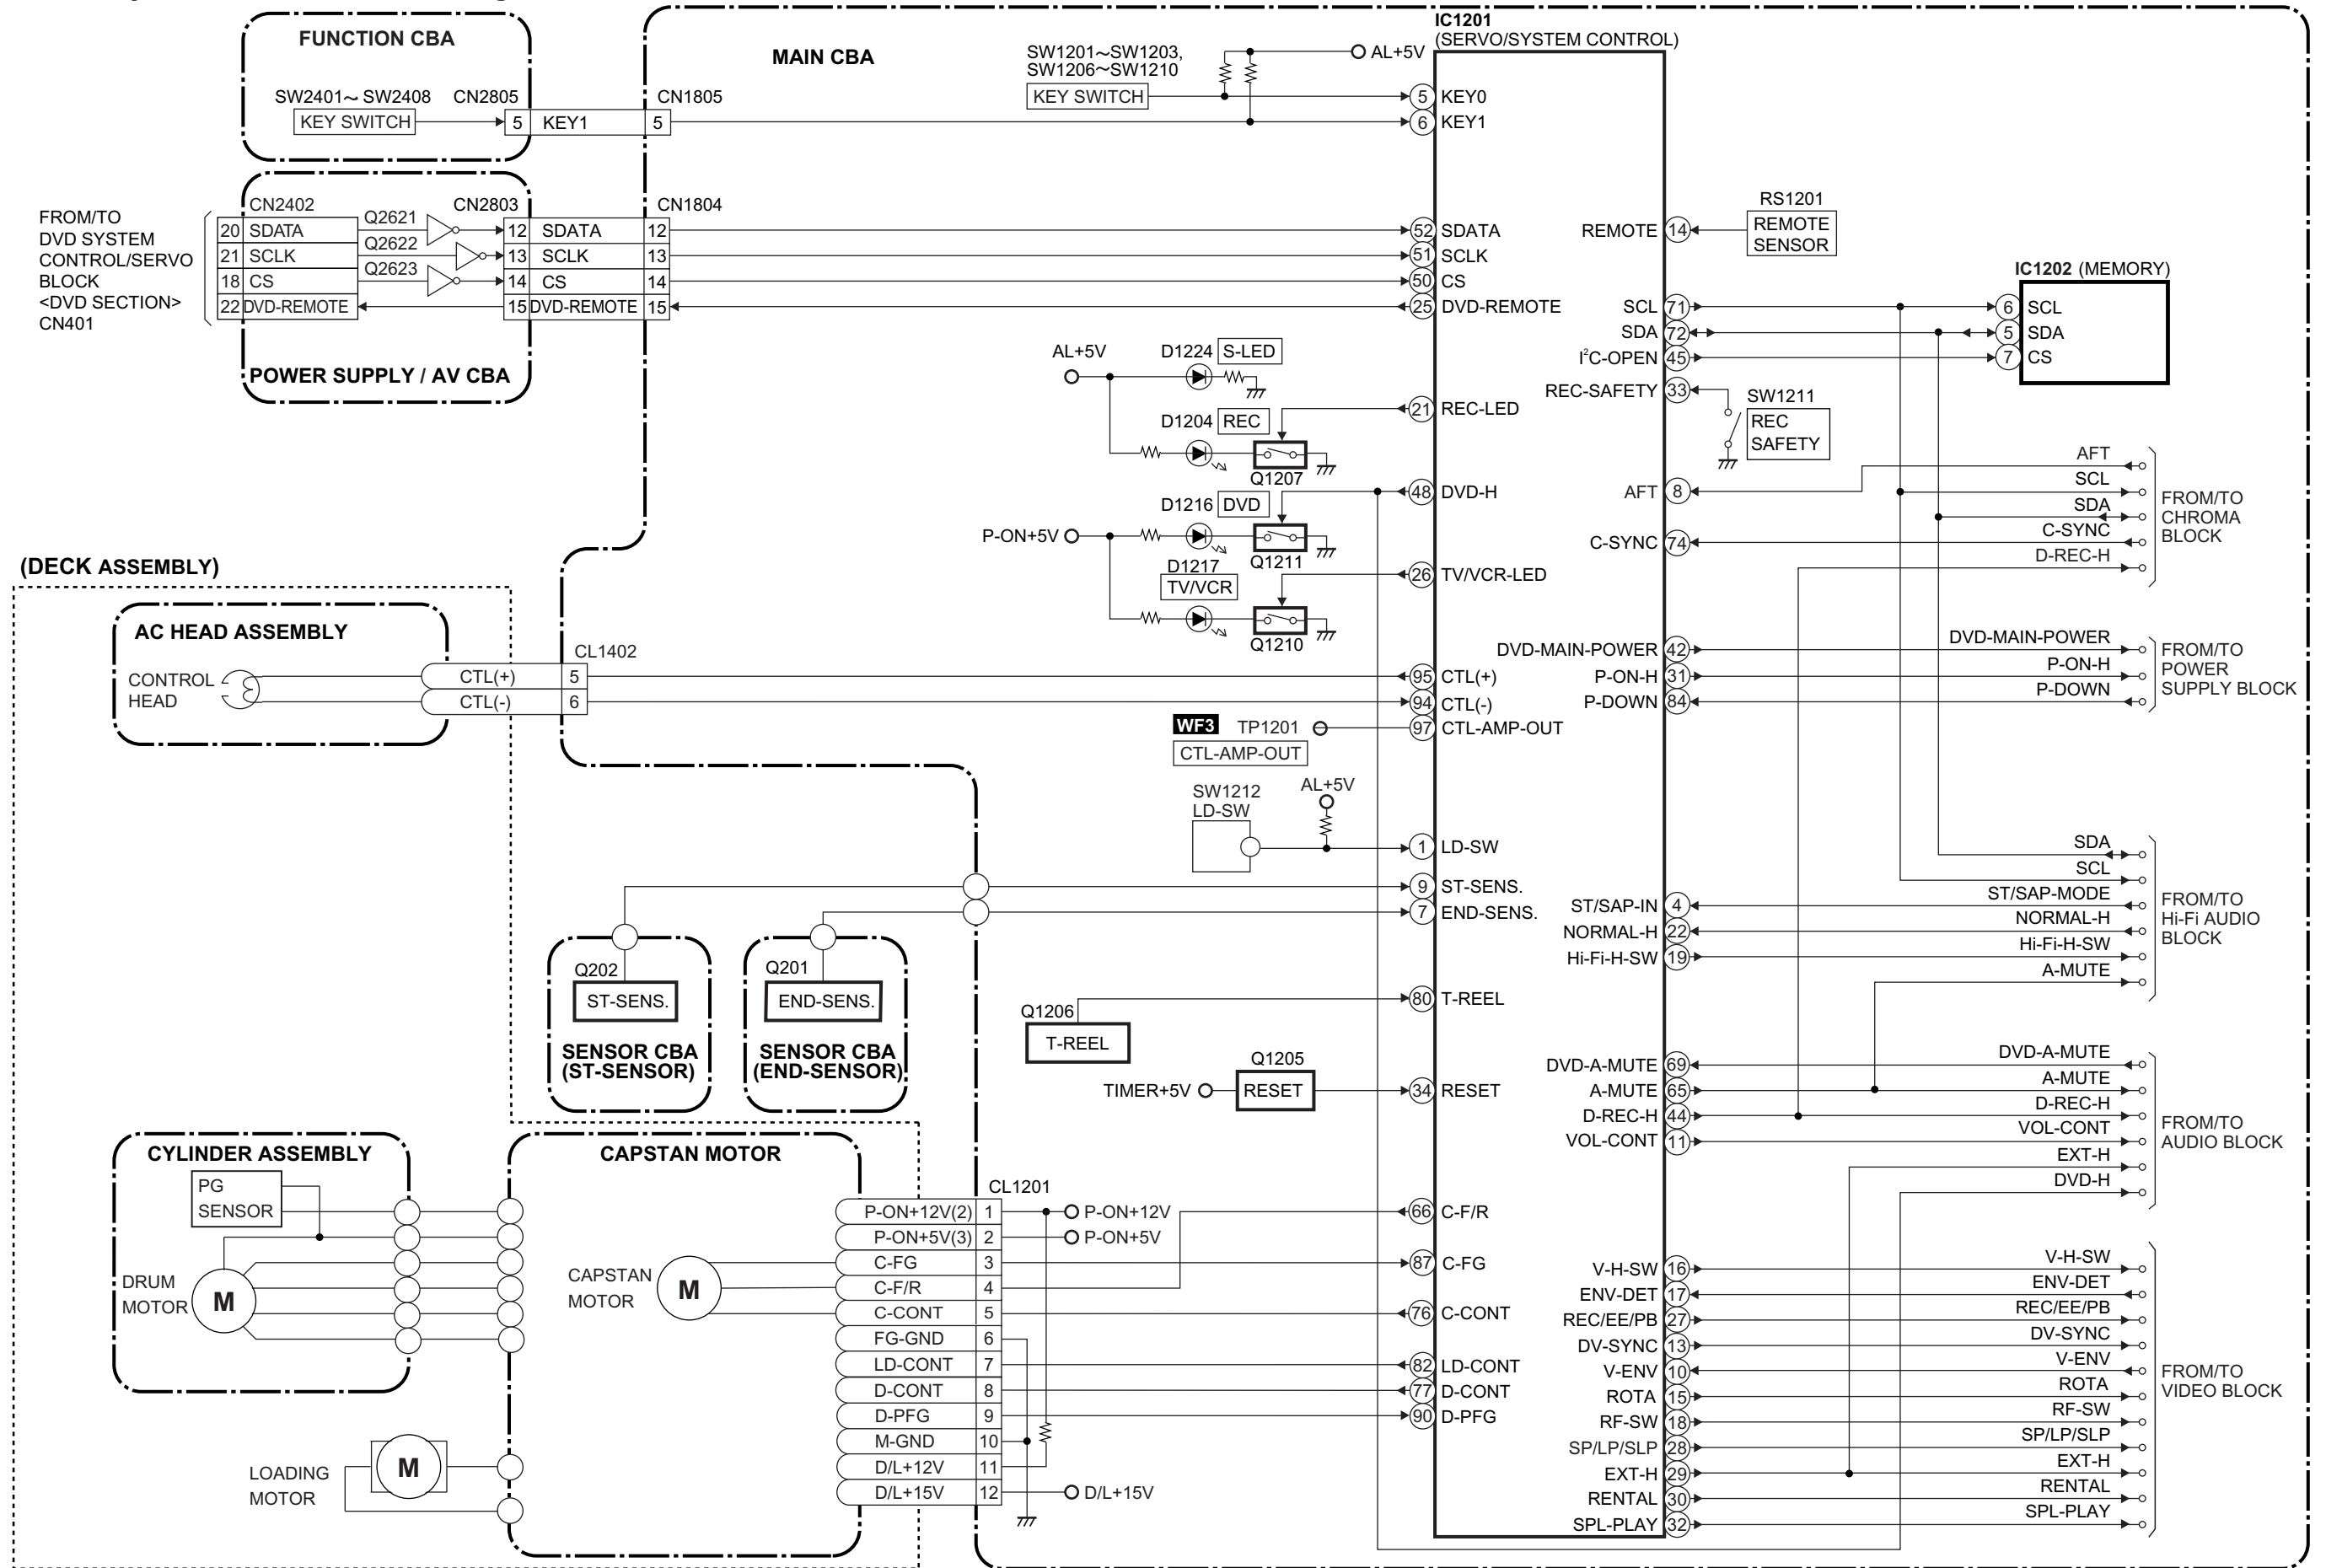 FUNCTION CBA
SW2401～SW2408
CN2805
KEY SWITCH
5
KEY1
CN1805
5
MAIN CBA
SW1201～SW1203,
SW1206～SW1210
KEY SWITCH
AL+5V
IC1201
(SERVO/SYSTEM CONTROL)
5 KEY0
6 KEY1
FROM/TO
DVD SYSTEM
CONTROL/SERVO
BLOCK
<DVD SECTION>
CN401
CN2402
20 SDATA
21 SCLK
18 CS
22 DVD-REMOTE
Q2621
Q2622
Q2623
CN2803
CN1804
12 SDATA 12
13 SCLK 13
14 CS 14
15 DVD-REMOTE 15
POWER SUPPLY / AV CBA
52 SDATA
51 SCLK
50 CS
25 DVD-REMOTE
REMOTE 14
RS1201
REMOTE
SENSOR
IC1202 (MEMORY)
SCL 71
SDA 72
I²C-OPEN 45
6 SCL
5 SDA
7 CS
REC-SAFETY 33
SW1211
REC
SAFETY
AL+5V
D1224 S-LED
D1204 REC
Q1207
21 REC-LED
P-ON+5V
D1216 DVD
Q1211
48 DVD-H
D1217
TV/VCR
Q1210
26 TV/VCR-LED
AFT 8
C-SYNC 74
AFT
SCL
SDA
C-SYNC
D-REC-H
FROM/TO
CHROMA
BLOCK
(DECK ASSEMBLY)
AC HEAD ASSEMBLY
CONTROL
HEAD
CL1402
CTL(+) 5
CTL(-) 6
95 CTL(+)
94 CTL(-)
97 CTL-AMP-OUT
WF3 TP1201
CTL-AMP-OUT
DVD-MAIN-POWER 42
P-ON-H 31
P-DOWN 84
DVD-MAIN-POWER
P-ON-H
P-DOWN
FROM/TO
POWER
SUPPLY BLOCK
SW1212
LD-SW
AL+5V
1 LD-SW
9 ST-SENS.
7 END-SENS.
Q202
ST-SENS.
SENSOR CBA
(ST-SENSOR)
Q201
END-SENS.
SENSOR CBA
(END-SENSOR)
ST/SAP-IN 4
NORMAL-H 22
Hi-Fi-H-SW 19
SDA
SCL
ST/SAP-MODE
NORMAL-H
Hi-Fi-H-SW
A-MUTE
FROM/TO
Hi-Fi AUDIO
BLOCK
Q1206
T-REEL
80 T-REEL
TIMER+5V
Q1205
RESET
34 RESET
DVD-A-MUTE 69
A-MUTE 65
D-REC-H 44
VOL-CONT 11
DVD-A-MUTE
A-MUTE
D-REC-H
VOL-CONT
EXT-H
DVD-H
FROM/TO
AUDIO BLOCK
CYLINDER ASSEMBLY
PG
SENSOR
DRUM
MOTOR
M
LOADING
MOTOR
M
CAPSTAN MOTOR
CAPSTAN
MOTOR
M
CL1201
P-ON+12V(2) 1
P-ON+5V(3) 2
C-FG 3
C-F/R 4
C-CONT 5
FG-GND 6
LD-CONT 7
D-CONT 8
D-PFG 9
M-GND 10
D/L+12V 11
D/L+15V 12
P-ON+12V
P-ON+5V
D/L+15V
66 C-F/R
87 C-FG
76 C-CONT
82 LD-CONT
77 D-CONT
90 D-PFG
V-H-SW 16
ENV-DET 17
REC/EE/PB 27
DV-SYNC 13
V-ENV 10
ROTA 15
RF-SW 18
SP/LP/SLP 28
EXT-H 29
RENTAL 30
SPL-PLAY 32
V-H-SW
ENV-DET
REC/EE/PB
DV-SYNC
V-ENV
ROTA
RF-SW
SP/LP/SLP
EXT-H
RENTAL
SPL-PLAY
FROM/TO
VIDEO BLOCK